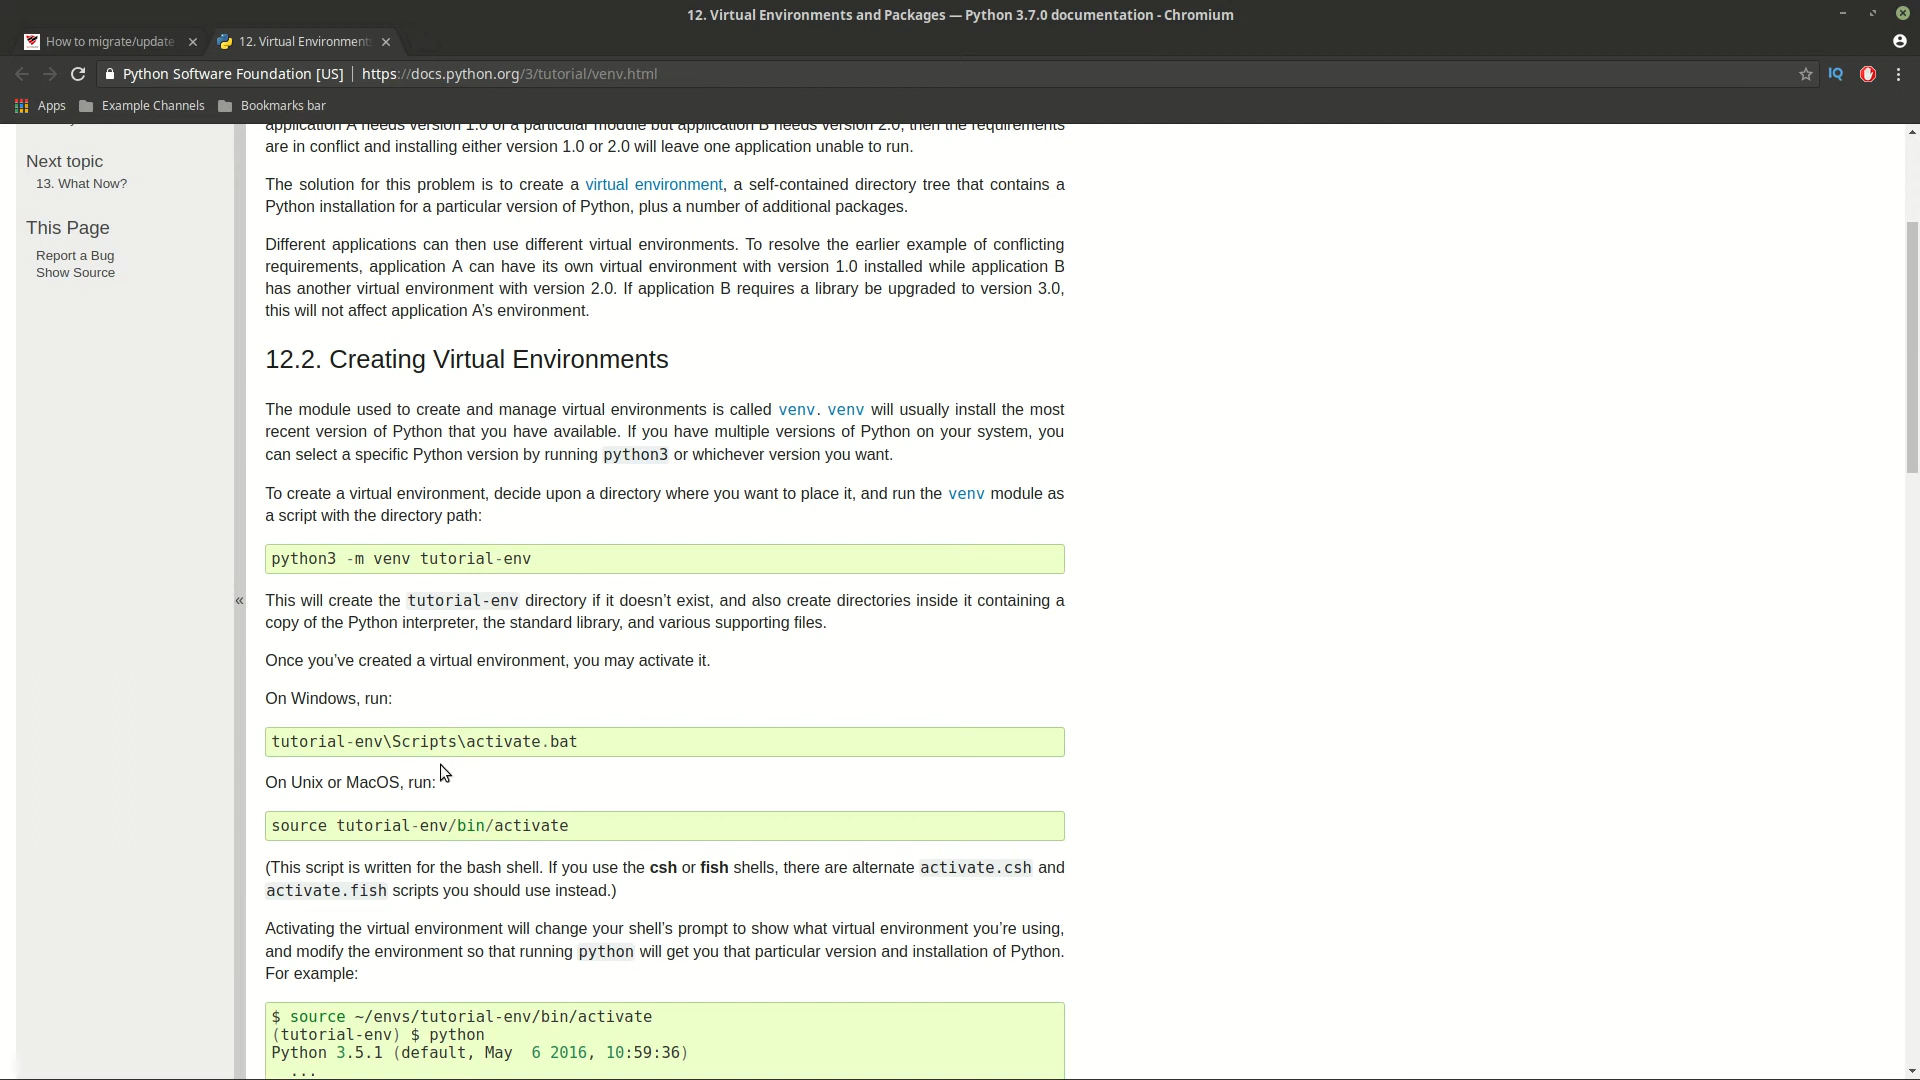 12. Virtual Environments and Packages — Python 3.7.0 documentation - Chromium
How to migrate/update
12. Virtual Environment
Python Software Foundation [US] | https://docs.python.org/3/tutorial/venv.html
IQ
Apps Example Channels Bookmarks bar
Next topic
13. What Now?
This Page
Report a Bug
Show Source
«
application A needs version 1.0 of a particular module but application B needs version 2.0, then the requirements
are in conflict and installing either version 1.0 or 2.0 will leave one application unable to run.
The solution for this problem is to create a virtual environment, a self-contained directory tree that contains a
Python installation for a particular version of Python, plus a number of additional packages.
Different applications can then use different virtual environments. To resolve the earlier example of conflicting
requirements, application A can have its own virtual environment with version 1.0 installed while application B
has another virtual environment with version 2.0. If application B requires a library be upgraded to version 3.0,
this will not affect application A’s environment.
12.2. Creating Virtual Environments
The module used to create and manage virtual environments is called venv. venv will usually install the most
recent version of Python that you have available. If you have multiple versions of Python on your system, you
can select a specific Python version by running python3 or whichever version you want.
To create a virtual environment, decide upon a directory where you want to place it, and run the venv module as
a script with the directory path:
python3 -m venv tutorial-env
This will create the tutorial-env directory if it doesn’t exist, and also create directories inside it containing a
copy of the Python interpreter, the standard library, and various supporting files.
Once you’ve created a virtual environment, you may activate it.
On Windows, run:
tutorial-env\Scripts\activate.bat
On Unix or MacOS, run:
source tutorial-env/bin/activate
(This script is written for the bash shell. If you use the csh or fish shells, there are alternate activate.csh and
activate.fish scripts you should use instead.)
Activating the virtual environment will change your shell’s prompt to show what virtual environment you’re using,
and modify the environment so that running python will get you that particular version and installation of Python.
For example:
$ source ~/envs/tutorial-env/bin/activate
(tutorial-env) $ python
Python 3.5.1 (default, May  6 2016, 10:59:36)
...